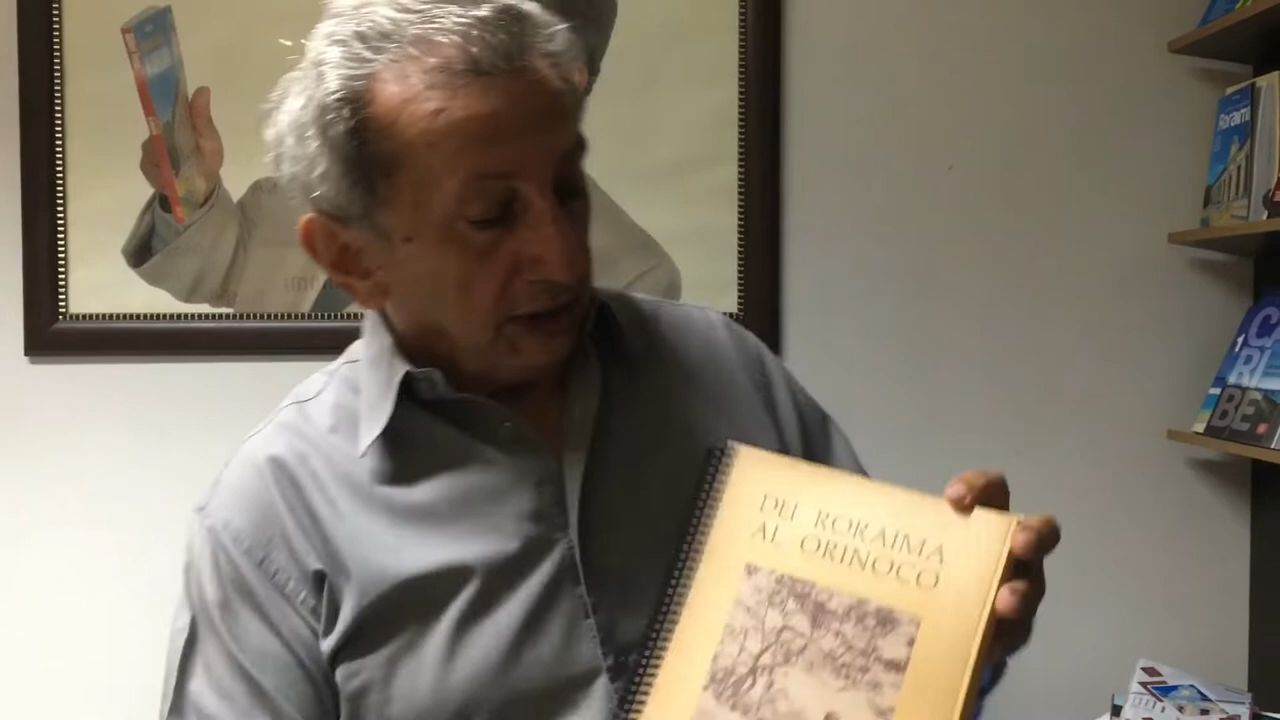 DEL RORAIMA
AL ORINOCO
Roraima
CA
RI
BE